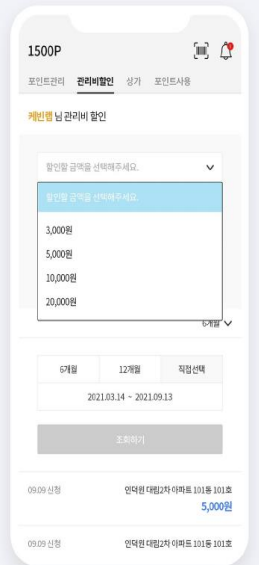 1500P
포인트관리 관리비할인 상가 포인트사용
케빈랩 님 관리비 할인
할인할 금액을 선택해주세요.
할인할 금액을 선택해주세요.
3,000원
5,000원
10,000원
20,000원
6개월
6개월 12개월 직접선택
2021.03.14 ~ 2021.09.13
조회하기
09.09 신청 인덕원 대림2차 아파트 101동 101호
5,000원
09.09 신청 인덕원 대림2차 아파트 101동 101호